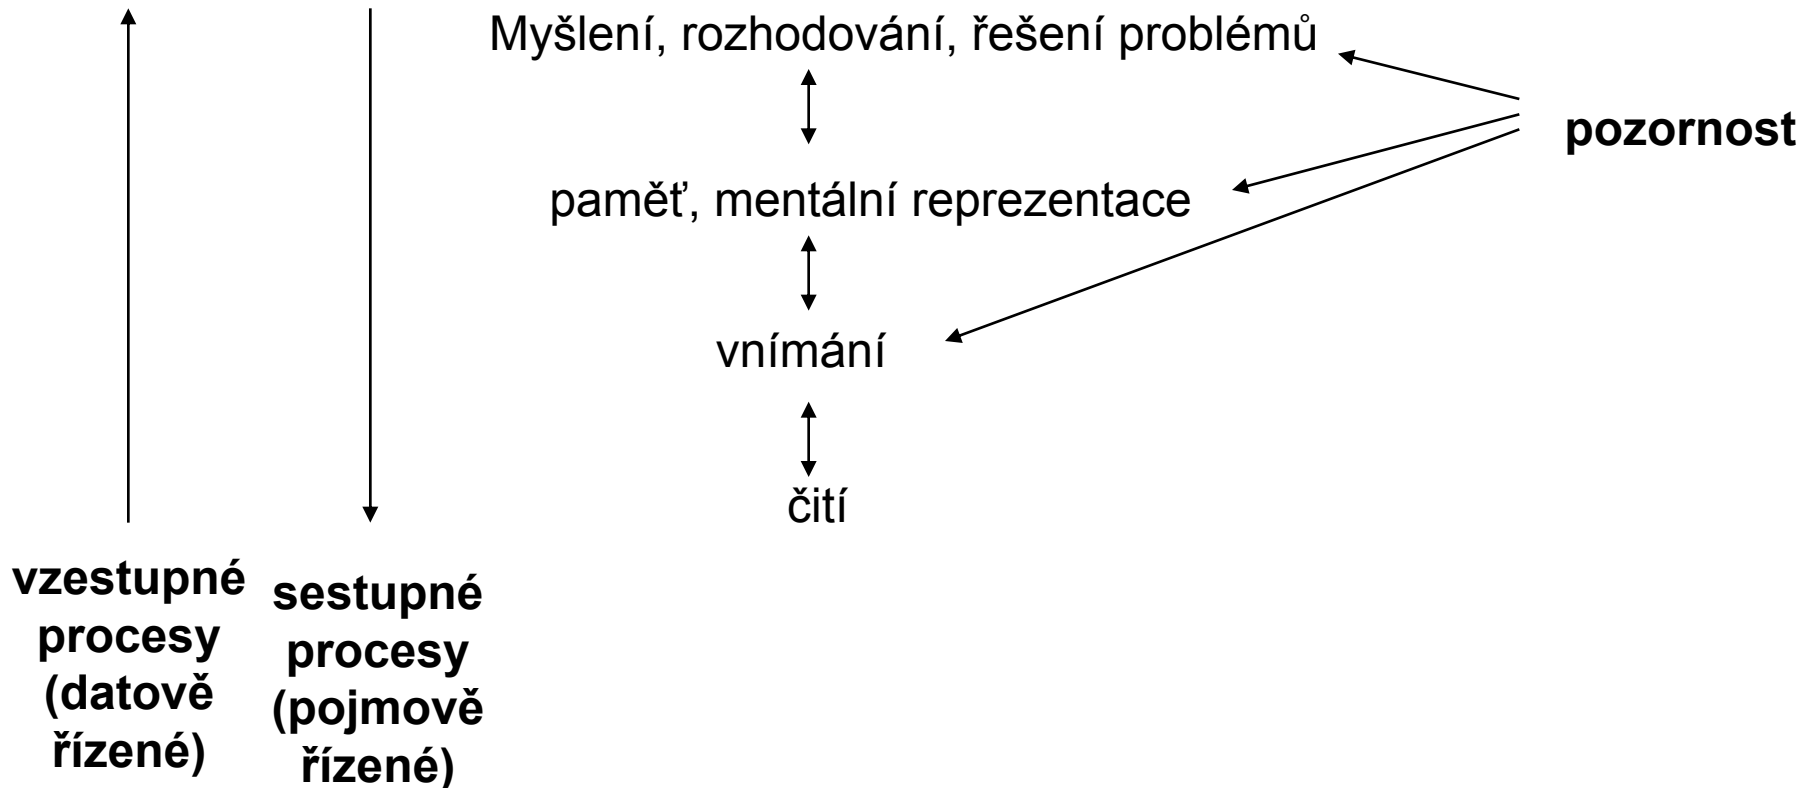 Myšlení, rozhodování, řešení problémů
pozornost
paměť, mentální reprezentace
vnímání
čití
vzestupné
procesy
(datově
řízené)
sestupné
procesy
(pojmově
řízené)